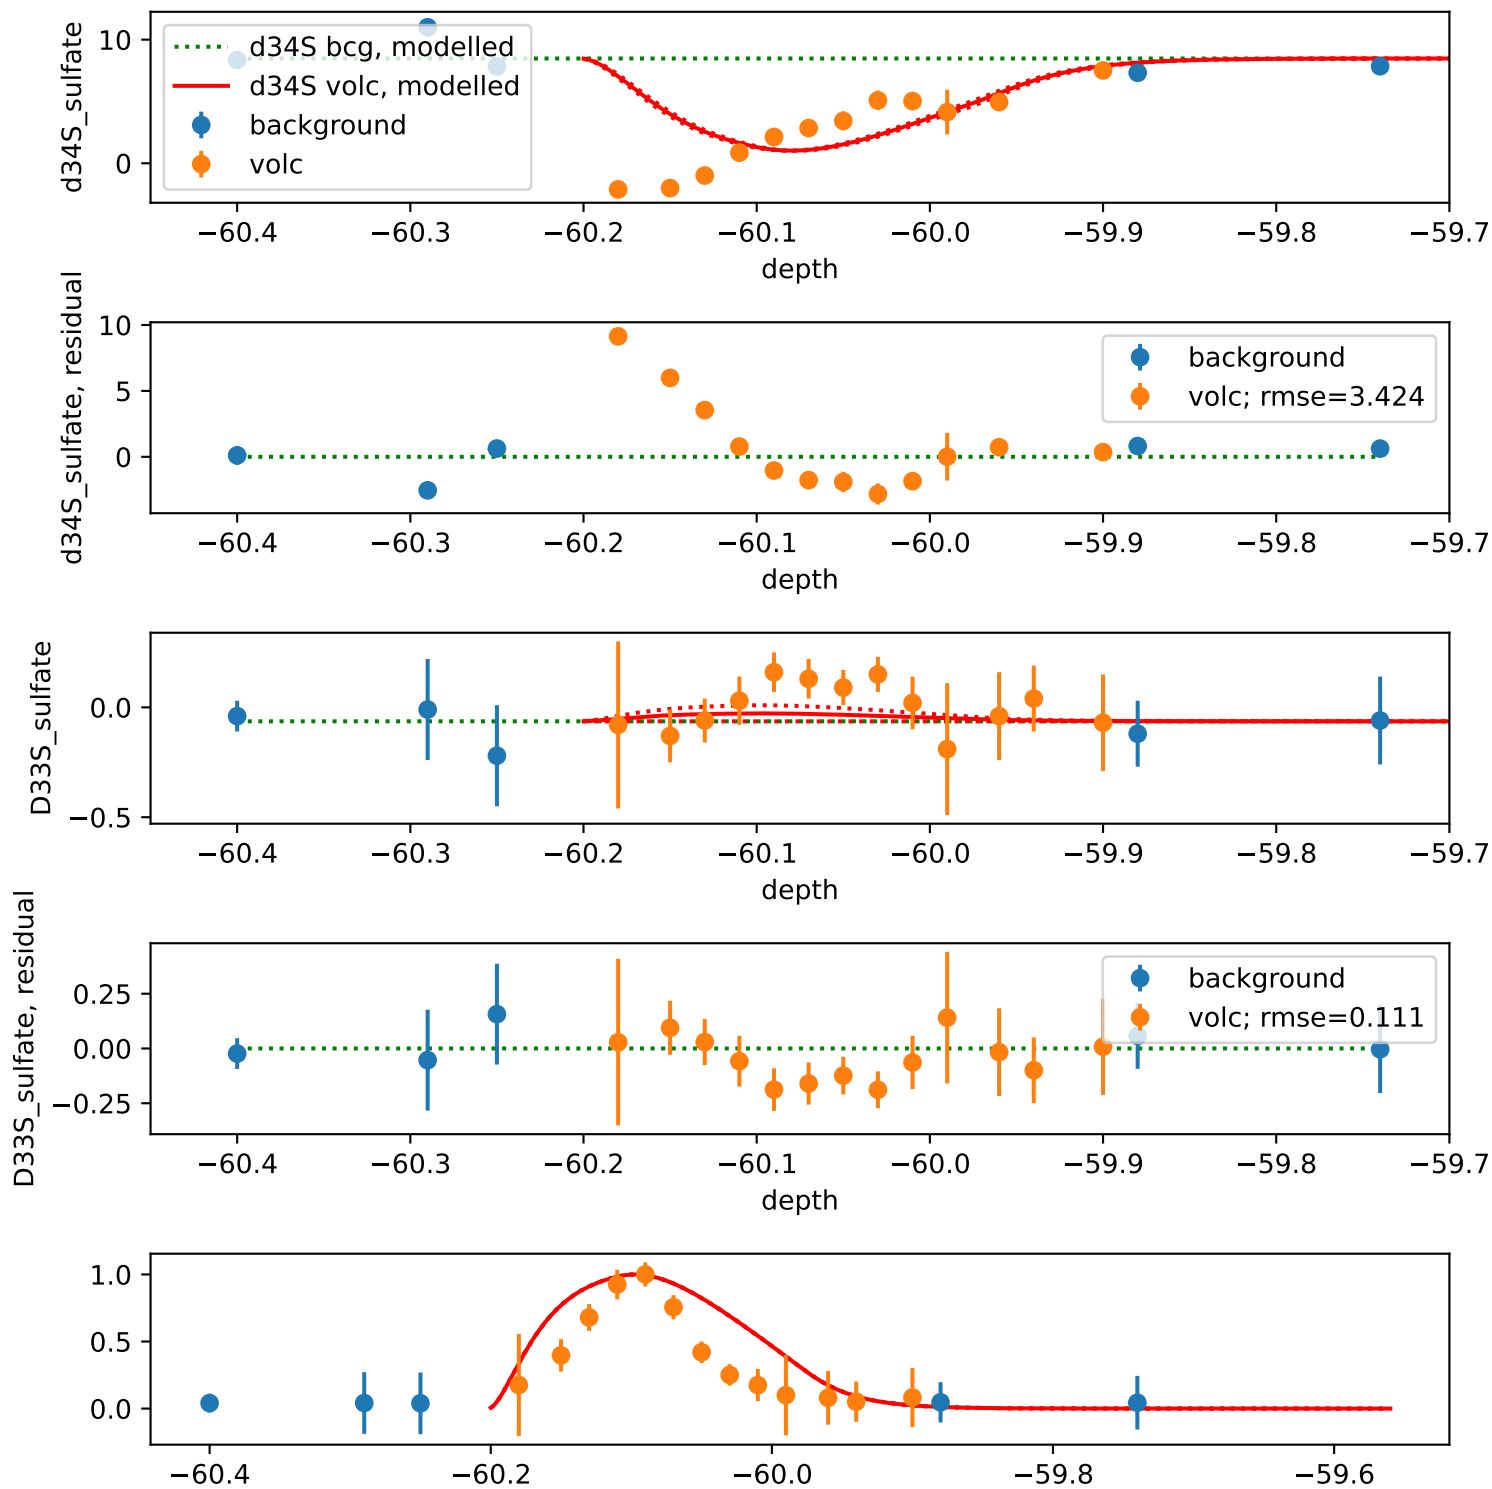 d34S_sulfate
10
0
d34S bcg, modelled
d34S volc, modelled
background
volc
−60.4 −60.3 −60.2 −60.1 −60.0 −59.9 −59.8 −59.7
depth
d34S_sulfate, residual
10
5
0
background
volc; rmse=3.424
−60.4 −60.3 −60.2 −60.1 −60.0 −59.9 −59.8 −59.7
depth
D33S_sulfate
0.0
−0.5
−60.4 −60.3 −60.2 −60.1 −60.0 −59.9 −59.8 −59.7
depth
D33S_sulfate, residual
0.25
0.00
−0.25
background
volc; rmse=0.111
−60.4 −60.3 −60.2 −60.1 −60.0 −59.9 −59.8 −59.7
depth
1.0
0.5
0.0
−60.4 −60.2 −60.0 −59.8 −59.6